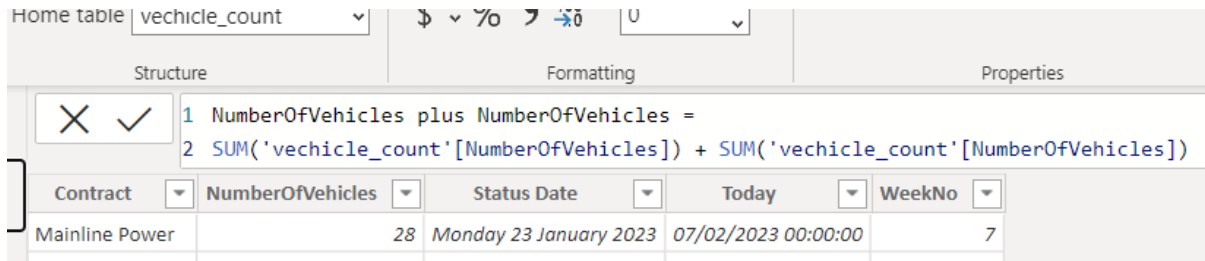 Home table vechicle_count $ % 0
Structure Formatting Properties
1 NumberOfVehicles plus NumberOfVehicles =
2 SUM('vechicle_count'[NumberOfVehicles]) + SUM('vechicle_count'[NumberOfVehicles])
Contract NumberOfVehicles Status Date Today WeekNo
Mainline Power 28 Monday 23 January 2023 07/02/2023 00:00:00 7